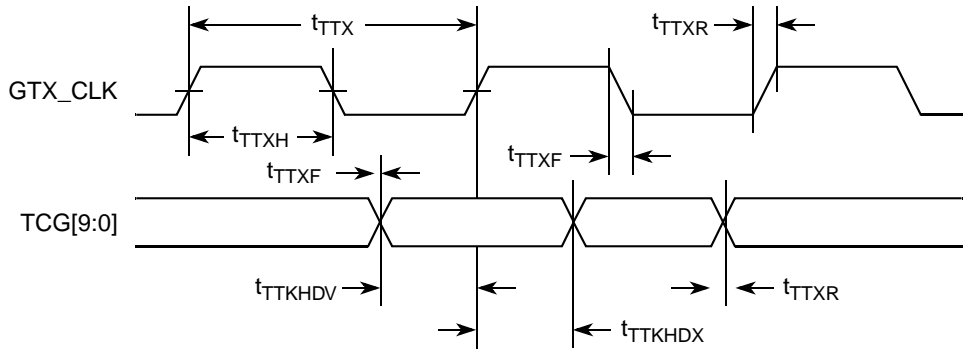 tTTX
tTTXR
GTX_CLK
tTTXH
tTTXF
tTTXF
TCG[9:0]
tTTKHDV
tTTXR
tTTKHDX